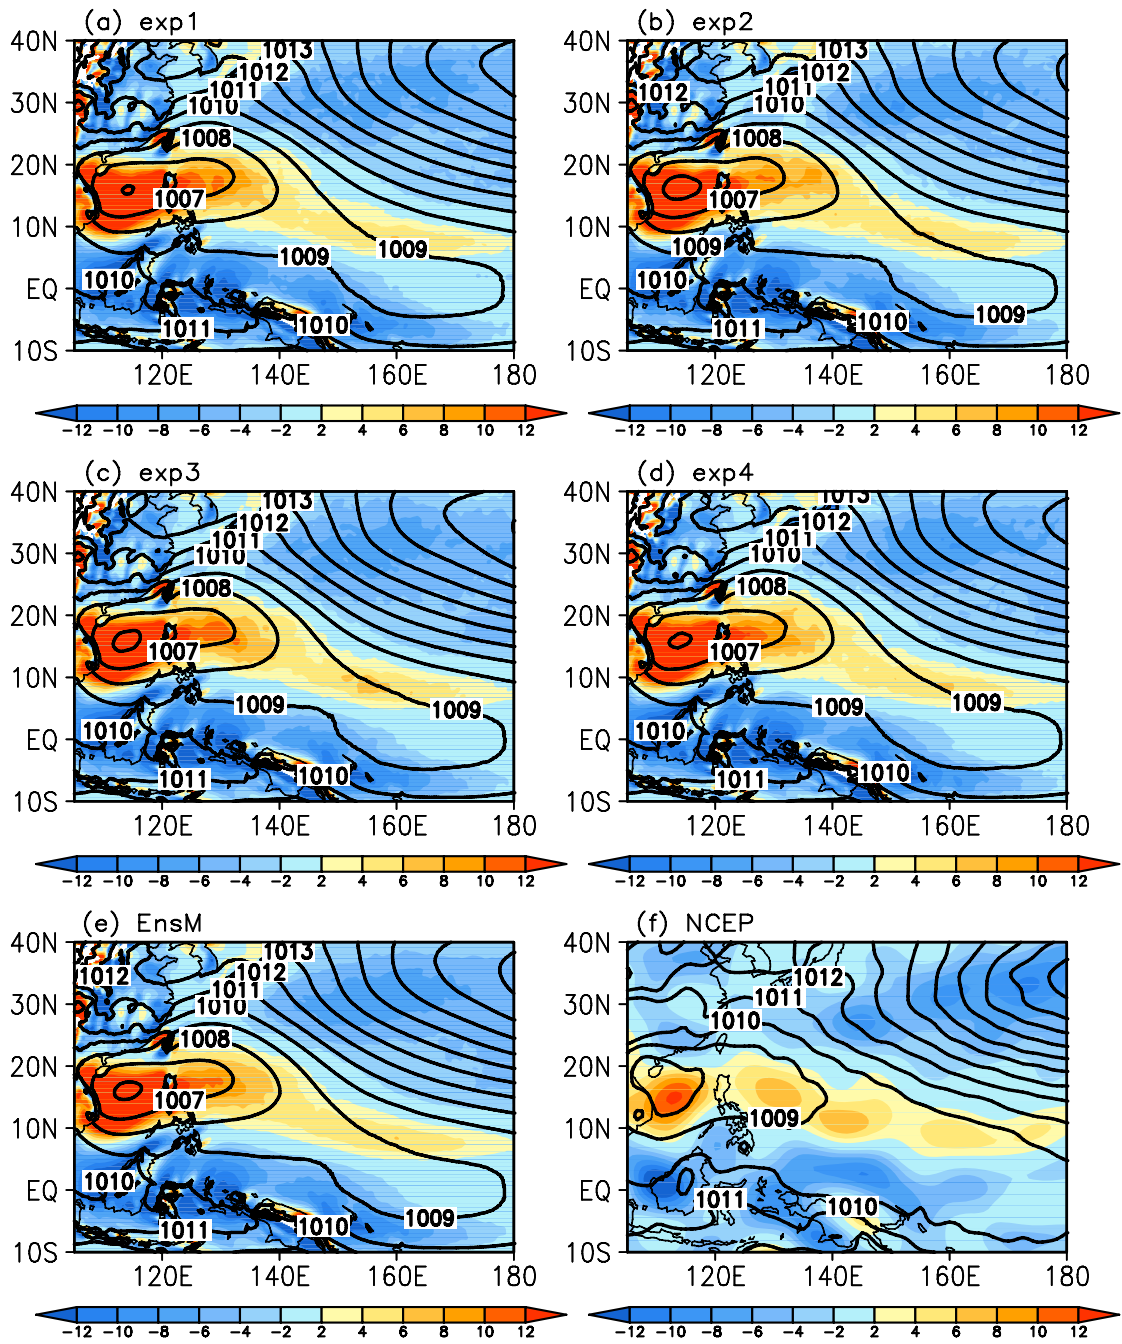 (a) exp1 (b) exp2
40N 1013 40N 1013
1012 1012
1011 1012 1011
30N 1010 30N 1010
1008 1008
20N 20N
1007 1007
10N 10N
1009 1009 1009
1010 1010
EQ EQ
1011 1010 1011 1010 1009
10S 10S
120E 140E 160E 180 120E 140E 160E 180
-12 -10 -8 -6 -4 -2 2 4 6 8 10 12 -12 -10 -8 -6 -4 -2 2 4 6 8 10 12
(c) exp3 (d) exp4
40N 1013 40N 1013
1012 1012
1011 1011
30N 1010 30N 1010
1008 1008
20N 20N
1007 1007
10N 10N
1009 1009 1009 1009
1010 1010
EQ EQ
1011 1010 1011 1010
10S 10S
120E 140E 160E 180 120E 140E 160E 180
-12 -10 -8 -6 -4 -2 2 4 6 8 10 12 -12 -10 -8 -6 -4 -2 2 4 6 8 10 12
(e) EnsM (f) NCEP
40N 1013 40N
1012 1012 1012
1011 1011
30N 1010 30N
1008 1010
20N 20N
1007
10N 10N 1009
1010
EQ EQ
1011 1010 1009 1011 1010
10S 10S
120E 140E 160E 180 120E 140E 160E 180
-12 -10 -8 -6 -4 -2 2 4 6 8 10 12 -12 -10 -8 -6 -4 -2 2 4 6 8 10 12